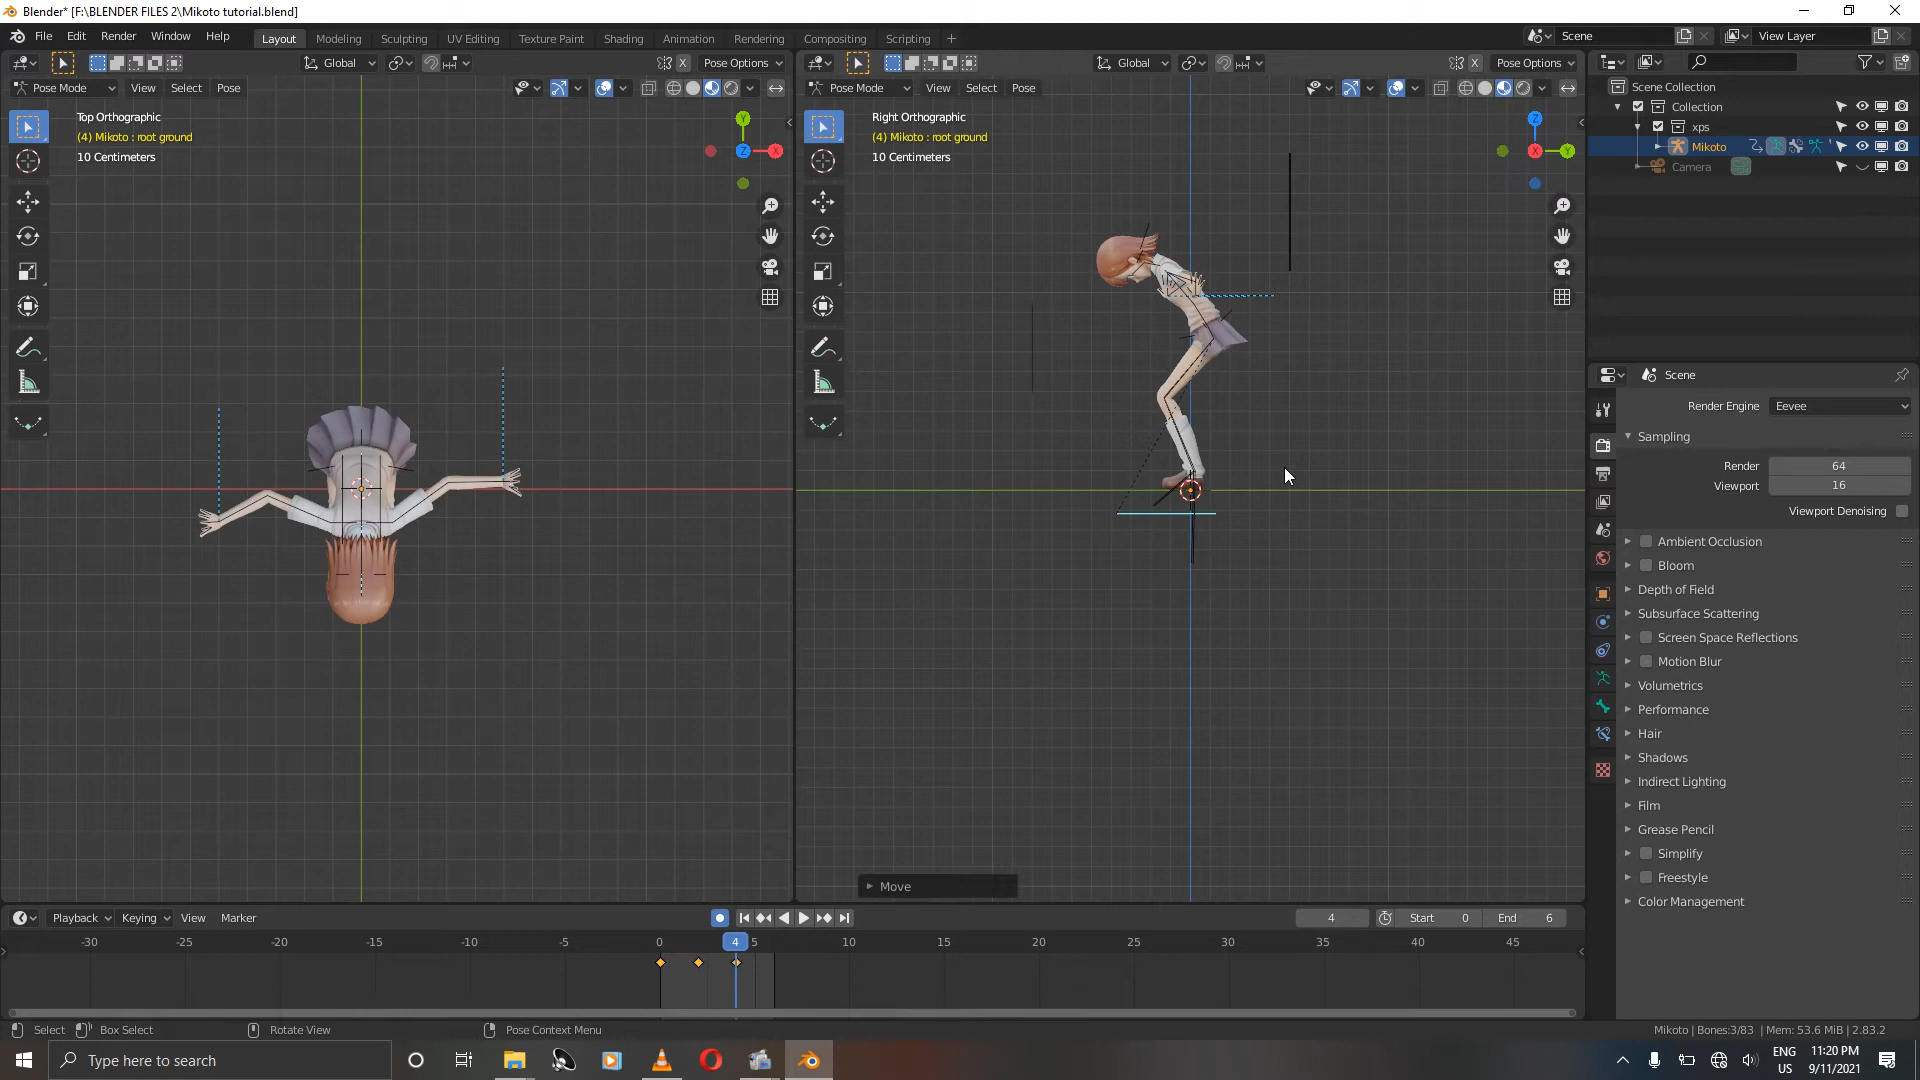 Blender* [F:\BLENDER FILES 2\Mikoto tutorial.blend]
File Edit Render Window Help Layout Modeling Sculpting UV Editing Texture Paint Shading Animation Rendering Compositing Scripting + Scene View Layer
Global X Pose Options Global X Pose Options
Pose Mode View Select Pose Pose Mode View Select Pose
Scene Collection
Collection
xps
Mikoto
Camera
Top Orthographic
(4) Mikoto : root ground
10 Centimeters
Y
Z
X
Right Orthographic
(4) Mikoto : root ground
10 Centimeters
Z
X
Y
Scene
Render Engine Eevee
Sampling
Render 64
Viewport 16
Viewport Denoising
Ambient Occlusion
Bloom
Depth of Field
Subsurface Scattering
Screen Space Reflections
Motion Blur
Volumetrics
Performance
Hair
Shadows
Indirect Lighting
Film
Grease Pencil
Simplify
Freestyle
Color Management
Move
Playback Keying View Marker 4 Start 0 End 6
-30 -25 -20 -15 -10 -5 0 4 5 10 15 20 25 30 35 40 45
Select Box Select Rotate View Pose Context Menu Mikoto | Bones:3/83 | Mem: 53.6 MiB | 2.83.2
Type here to search
ENG
US
11:20 PM
9/11/2021